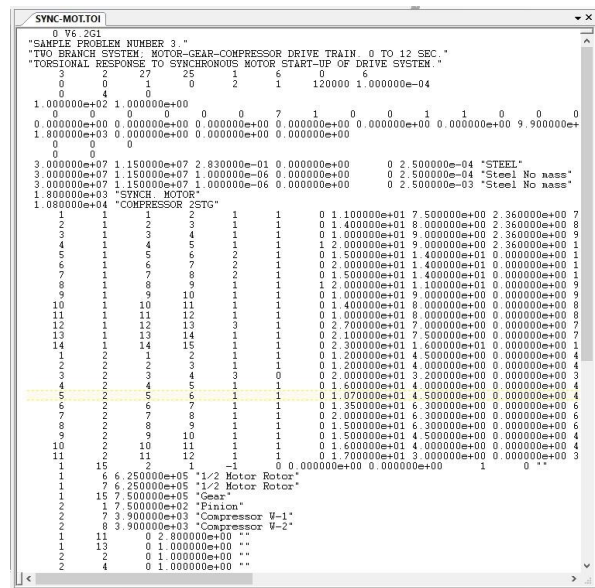 SYNC-MOT.TOI
0 V6.2G1
"SAMPLE PROBLEM NUMBER 3."
"TWO BRANCH SYSTEM; MOTOR-GEAR-COMPRESSOR DRIVE TRAIN. 0 TO 12 SEC."
"TORSIONAL RESPONSE TO SYNCHRONOUS MOTOR START-UP OF DRIVE SYSTEM."
3 2 27 25 1 6 0 6
0 0 1 0 2 1 120000 1.000000e-04
0 4 0
1.000000e+02 1.000000e+00
0 0 0 0 0 7 1 0 0 1 1 0 0
0.000000e+00 0.000000e+00 0.000000e+00 0.000000e+00 0.000000e+00 0.000000e+00 9.900000e+
1.800000e+03 0.000000e+00 0.000000e+00 0.000000e+00
0 0 0
0 0
3.000000e+07 1.150000e+07 2.830000e-01 0.000000e+00 0 2.500000e-04 "STEEL"
3.000000e+07 1.150000e+07 1.000000e-06 0.000000e+00 0 2.500000e-04 "Steel No mass"
3.000000e+07 1.150000e+07 1.000000e-06 0.000000e+00 0 2.500000e-03 "Steel No mass"
1.800000e+03 "SYNCH. MOTOR"
1.080000e+04 "COMPRESSOR 2STG"
1 1 1 2 1 1 0 1.100000e+01 7.500000e+00 2.360000e+00 7
2 1 2 3 1 1 0 1.400000e+01 8.000000e+00 2.360000e+00 8
3 1 3 4 1 1 0 1.000000e+01 9.000000e+00 2.360000e+00 9
4 1 4 5 1 1 1 2.000000e+01 9.000000e+00 2.360000e+00 1
5 1 5 6 2 1 0 1.500000e+01 1.400000e+01 0.000000e+00 1
6 1 6 7 2 1 0 2.000000e+01 1.400000e+01 0.000000e+00 1
7 1 7 8 2 1 0 1.500000e+01 1.400000e+01 0.000000e+00 1
8 1 8 9 1 1 1 2.000000e+01 1.100000e+01 0.000000e+00 9
9 1 9 10 1 1 0 1.000000e+01 9.000000e+00 0.000000e+00 9
10 1 10 11 1 1 0 1.400000e+01 8.000000e+00 0.000000e+00 8
11 1 11 12 1 1 0 1.000000e+01 8.000000e+00 0.000000e+00 8
12 1 12 13 3 1 0 2.700000e+01 7.000000e+00 0.000000e+00 7
13 1 13 14 1 1 0 2.100000e+01 7.500000e+00 0.000000e+00 7
14 1 14 15 1 1 0 2.300000e+01 1.600000e+01 0.000000e+00 1
1 2 1 2 1 1 0 1.200000e+01 4.500000e+00 0.000000e+00 4
2 2 2 3 1 1 0 1.200000e+01 4.000000e+00 0.000000e+00 4
3 2 3 4 3 0 0 2.000000e+01 3.200000e+00 0.000000e+00 3
4 2 4 5 1 1 0 1.600000e+01 4.000000e+00 0.000000e+00 4
5 2 5 6 1 1 0 1.070000e+01 4.500000e+00 0.000000e+00 4
6 2 6 7 1 1 0 1.350000e+01 6.300000e+00 0.000000e+00 6
7 2 7 8 1 1 0 2.000000e+01 6.300000e+00 0.000000e+00 6
8 2 8 9 1 1 0 1.500000e+01 6.300000e+00 0.000000e+00 6
9 2 9 10 1 1 0 1.500000e+01 4.500000e+00 0.000000e+00 4
10 2 10 11 1 1 0 1.600000e+01 4.000000e+00 0.000000e+00 4
11 2 11 12 1 1 0 1.700000e+01 3.000000e+00 0.000000e+00 3
1 15 2 1 -1 0 0.000000e+00 0.000000e+00 1 0 ""
1 6 6.250000e+05 "1/2 Motor Rotor"
1 7 6.250000e+05 "1/2 Motor Rotor"
1 15 7.500000e+05 "Gear"
2 1 7.500000e+02 "Pinion"
2 7 3.900000e+03 "Compressor W-1"
2 8 3.900000e+03 "Compressor W-2"
1 11 0 2.800000e+00 ""
1 13 0 1.000000e+00 ""
2 2 0 1.000000e+00 ""
2 4 0 1.000000e+00 ""